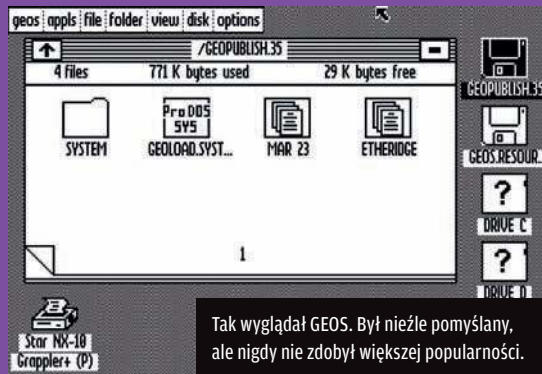 geos appls file folder view disk options
/GEOPUBLISH.35
4 files 771 K bytes used 29 K bytes free
ProDOS
SYS
SYSTEM GEOLOAD.SYST... MAR 23 ETHERIDGE
1
GEOPUBLISH.35
GEOS.RESOUR..
?
DRIVE C
?
DRIVE D
Star NX-10
Grappler+ (P)
Tak wyglądał GEOS. Był nieźle pomyślany,
ale nigdy nie zdobył większej popularności.